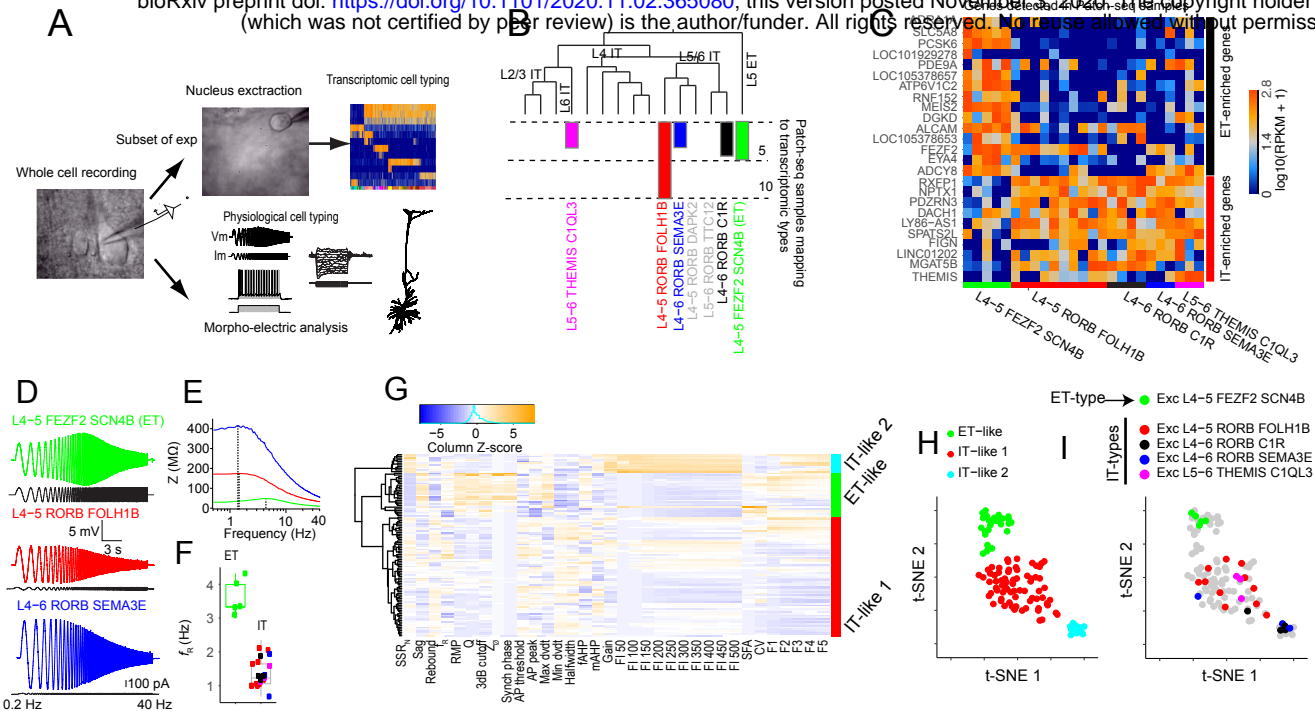 bioRxiv preprint doi: https://doi.org/10.1101/2020.11.02.365080; this version posted November The copyright holder
(which was not certified by peer review) is the author/funder. All rights reserved. No reuse allowed without permiss
A
Whole cell recording
Subset of exp
Nucleus exctraction
Transcriptomic cell typing
Physiological cell typing
Vm
Im
Morpho-electric analysis
B
L2/3 IT
L6 IT
L4 IT
L5/6 IT
L5 ET
5
10
Patch-seq samples mapping
to transcriptomic types
L5-6 THEMIS C1QL3
L4-5 RORB FOLH1B
L4-6 RORB SEMA3E
L4-6 RORB DAPK2
L5-6 RORB TTC12
L4-6 RORB C1R
L4-5 FEZF2 SCN4B (ET)
C
Genes detected in Patch-seq samples
SLC5A8
PCSK6
LOC101929278
PDE9A
LOC105378657
ATP6V1C2
RNF152
MEIS2
DGKD
ALCAM
LOC105378653
FEZF2
EYA4
ADCY8
RXFP1
NPTX1
PDZRN3
DACH1
LY86-AS1
SPATS2L
FIGN
LINC01202
MGAT5B
THEMIS
ET-enriched genes
IT-enriched genes
2.8
0
log10(RPKM + 1)
L4-5 FEZF2 SCN4B
L4-5 RORB FOLH1B
L4-6 RORB C1R
L4-6 RORB SEMA3E
L5-6 THEMIS C1QL3
D
L4-5 FEZF2 SCN4B (ET)
L4-5 RORB FOLH1B
5 mV
3 s
L4-6 RORB SEMA3E
100 pA
0.2 Hz
40 Hz
E
Z (MΩ)
400
300
200
100
0
1
10
40
Frequency (Hz)
F
ET
IT
fR (Hz)
4
3
2
1
G
-5
0
5
Column Z-score
IT-like 2
ET-like
IT-like 1
SSR
Sag
Rebound
RMP
Q
3dB cutoff
Synch phase
AP threshold
AP peak
Max dvdt
Min dvdt
Halfwidth
fAHP
mAHP
Gain
FI 50
FI 100
FI 150
FI 200
FI 250
FI 300
FI 350
FI 400
FI 450
FI 500
SFA
CV
F1
F2
F3
F4
F5
H
ET-like
IT-like 1
IT-like 2
t-SNE 2
t-SNE 1
I
ET-type
Exc L4-5 FEZF2 SCN4B
IT-types
Exc L4-5 RORB FOLH1B
Exc L4-6 RORB C1R
Exc L4-6 RORB SEMA3E
Exc L5-6 THEMIS C1QL3
t-SNE 2
t-SNE 1